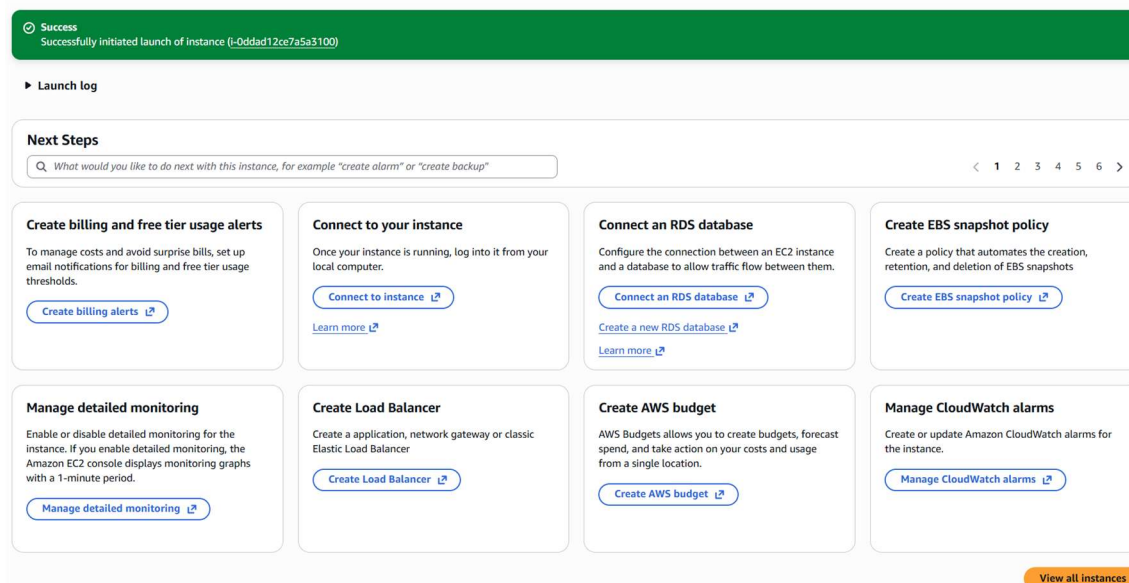 Success
Successfully initiated launch of instance (i-0ddad12ce7a5a3100)
Launch log
Next Steps
What would you like to do next with this instance, for example "create alarm" or "create backup"
1 2 3 4 5 6
Create billing and free tier usage alerts
To manage costs and avoid surprise bills, set up
email notifications for billing and free tier usage
thresholds.
Create billing alerts
Connect to your instance
Once your instance is running, log into it from your
local computer.
Connect to instance
Learn more
Connect an RDS database
Configure the connection between an EC2 instance
and a database to allow traffic flow between them.
Connect an RDS database
Create a new RDS database
Learn more
Create EBS snapshot policy
Create a policy that automates the creation,
retention, and deletion of EBS snapshots
Create EBS snapshot policy
Manage detailed monitoring
Enable or disable detailed monitoring for the
instance. If you enable detailed monitoring, the
Amazon EC2 console displays monitoring graphs
with a 1-minute period.
Manage detailed monitoring
Create Load Balancer
Create a application, network gateway or classic
Elastic Load Balancer
Create Load Balancer
Create AWS budget
AWS Budgets allows you to create budgets, forecast
spend, and take action on your costs and usage
from a single location.
Create AWS budget
Manage CloudWatch alarms
Create or update Amazon CloudWatch alarms for
the instance.
Manage CloudWatch alarms
View all instances